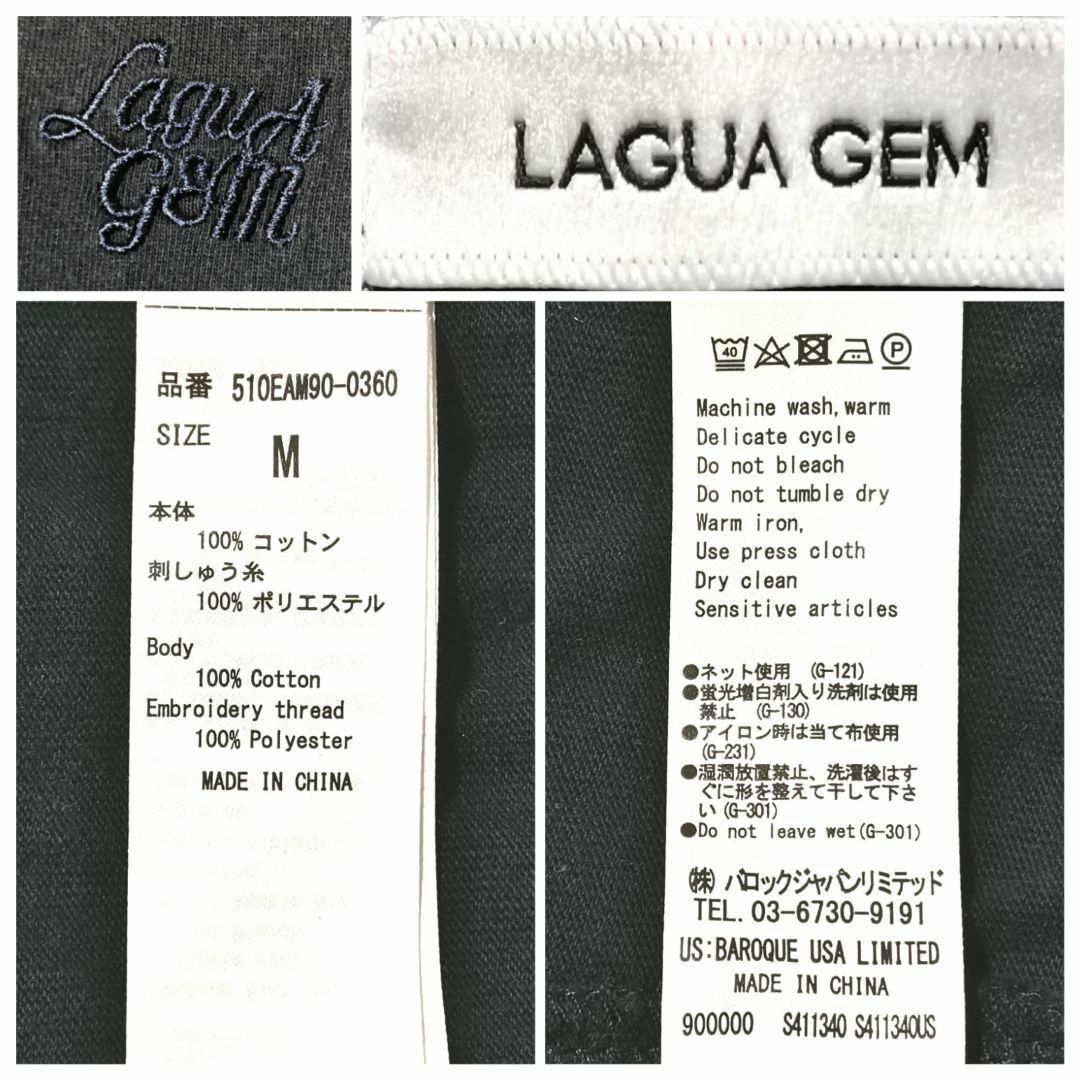 LaguA
GEM
LAGUA GEM
品番 510EAM90-0360
SIZE
M
本体
100% コットン
刺しゅう糸
100% ポリエステル
Body
100% Cotton
Embroidery thread
100% Polyester
MADE IN CHINA
40 P
Machine wash, warm
Delicate cycle
Do not bleach
Do not tumble dry
Warm iron,
Use press cloth
Dry clean
Sensitive articles
●ネット使用 (G-121)
●蛍光増白剤入り洗剤は使用
禁止 (G-130)
●アイロン時は当て布使用
(G-231)
●湿潤放置禁止、洗濯後はす
ぐに形を整えて干して下さ
い(G-301)
●Do not leave wet(G-301)
㈱ バロックジャパンリミテッド
TEL. 03-6730-9191
US:BAROQUE USA LIMITED
MADE IN CHINA
900000 S411340 S411340US